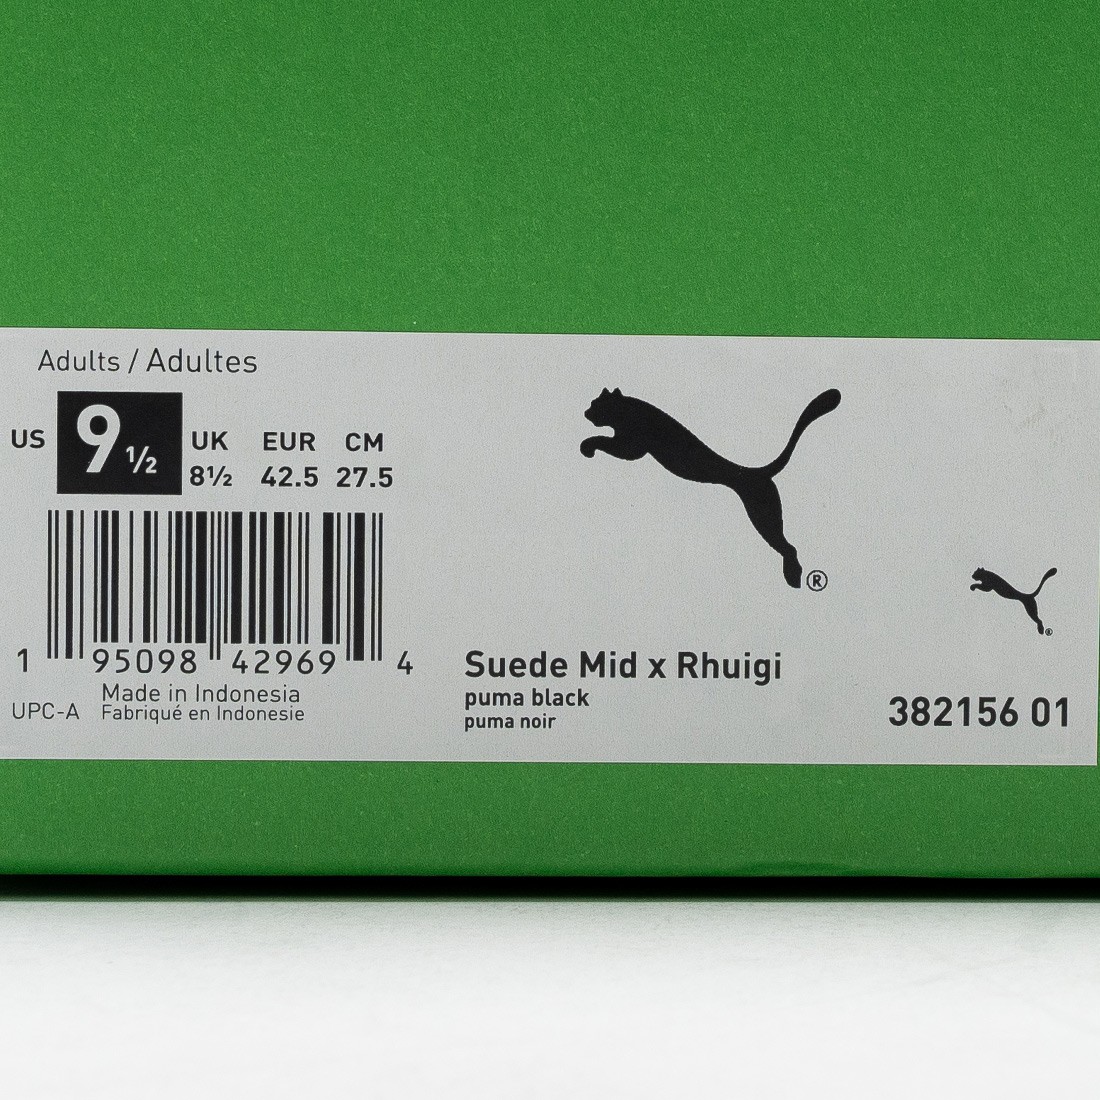 Adults / Adultes
US 9 ½ UK EUR CM
8½ 42.5 27.5
1 95098 42969 4
UPC-A Made in Indonesia
Fabriqué en Indonesie
®
Suede Mid x Rhuigi
puma black
puma noir
®
382156 01